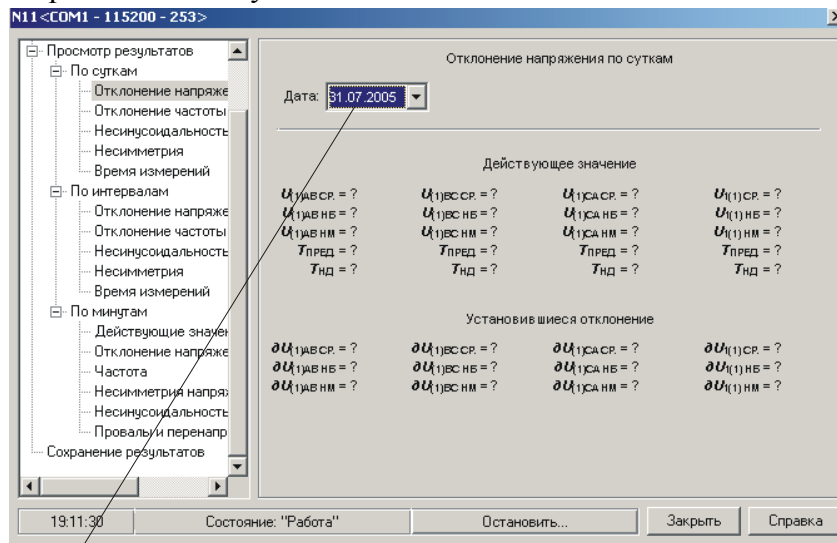 N11<COM1 - 115200 - 253>
Просмотр результатов
По суткам
Отклонение напряже
Отклонение частоты
Несинусоидальность
Несимметрия
Время измерений
По интервалам
Отклонение напряже
Отклонение частоты
Несинусоидальность
Несимметрия
Время измерений
По минутам
Действующие значен
Отклонение напряже
Частота
Несимметрия напряж
Несинусоидальность
Провалы и перенапр
Сохранение результатов
Отклонение напряжения по суткам
Дата: 31.07.2005
Действующее значение
U(1)AB СР. = ? U(1)BC СР. = ? U(1)CA СР. = ? U1(1) СР. = ?
U(1)AB НБ = ? U(1)BC НБ = ? U(1)CA НБ = ? U1(1) НБ = ?
U(1)AB НМ = ? U(1)BC НМ = ? U(1)CA НМ = ? U1(1) НМ = ?
TПРЕД = ? TПРЕД = ? TПРЕД = ? TПРЕД = ?
TНД = ? TНД = ? TНД = ? TНД = ?
Установившиеся отклонение
∂U(1)AB СР. = ? ∂U(1)BC СР. = ? ∂U(1)CA СР. = ? ∂U1(1) СР. = ?
∂U(1)AB НБ = ? ∂U(1)BC НБ = ? ∂U(1)CA НБ = ? ∂U1(1) НБ = ?
∂U(1)AB НМ = ? ∂U(1)BC НМ = ? ∂U(1)CA НМ = ? ∂U1(1) НМ = ?
19:11:30 Состояние: "Работа" Остановить... Закрыть Справка